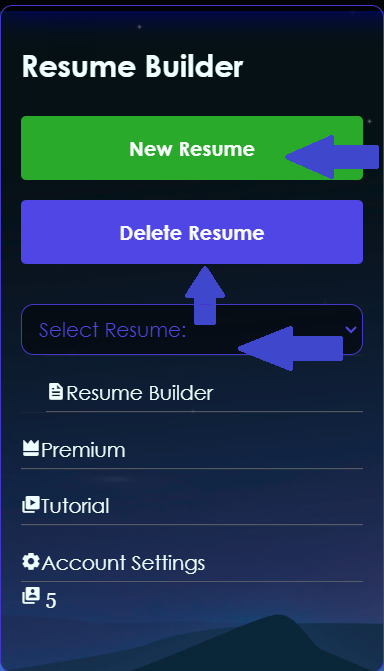 Resume Builder
New Resume
Delete Resume
Select Resume:
Resume Builder
Premium
Tutorial
Account Settings
5